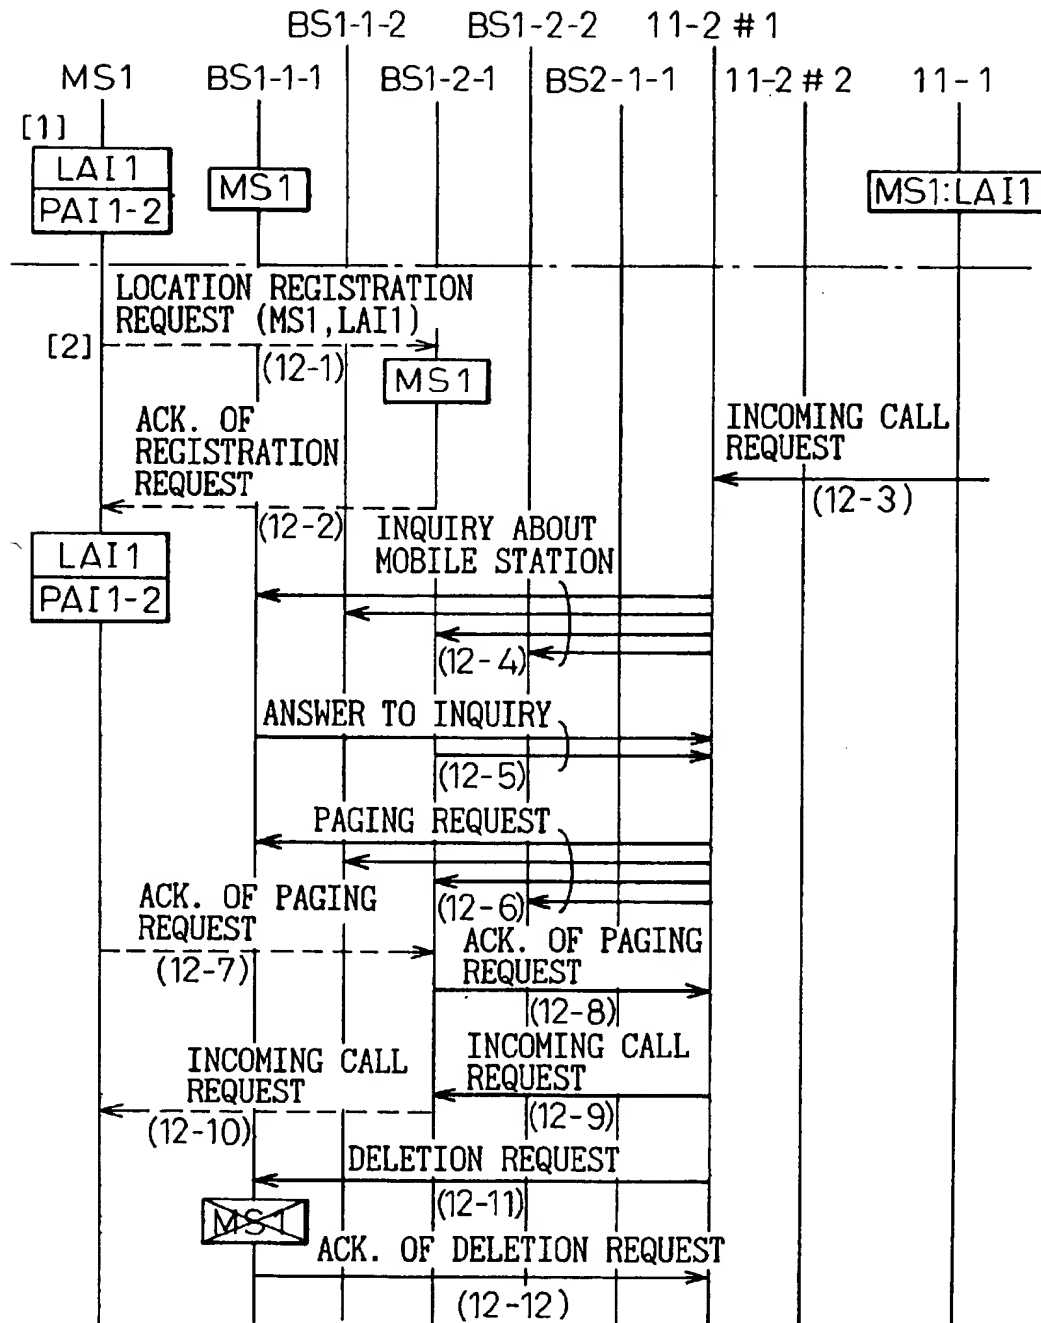 BS1-1-2 BS1-2-2 11-2#1
MS1 BS1-1-1 BS1-2-1 BS2-1-1 11-2#2 11-1
[1]
LAI1
PAI1-2
MS1
MS1:LAI1
LOCATION REGISTRATION
REQUEST (MS1,LAI1)
[2]
(12-1)
MS1
ACK. OF
REGISTRATION
REQUEST
(12-2)
INCOMING CALL
REQUEST
(12-3)
LAI1
PAI1-2
INQUIRY ABOUT
MOBILE STATION
(12-4)
ANSWER TO INQUIRY
(12-5)
PAGING REQUEST
(12-6)
ACK. OF PAGING
REQUEST
(12-7)
ACK. OF PAGING
REQUEST
(12-8)
INCOMING CALL
REQUEST
(12-9)
INCOMING CALL
REQUEST
(12-10)
DELETION REQUEST
(12-11)
MS1
ACK. OF DELETION REQUEST
(12-12)